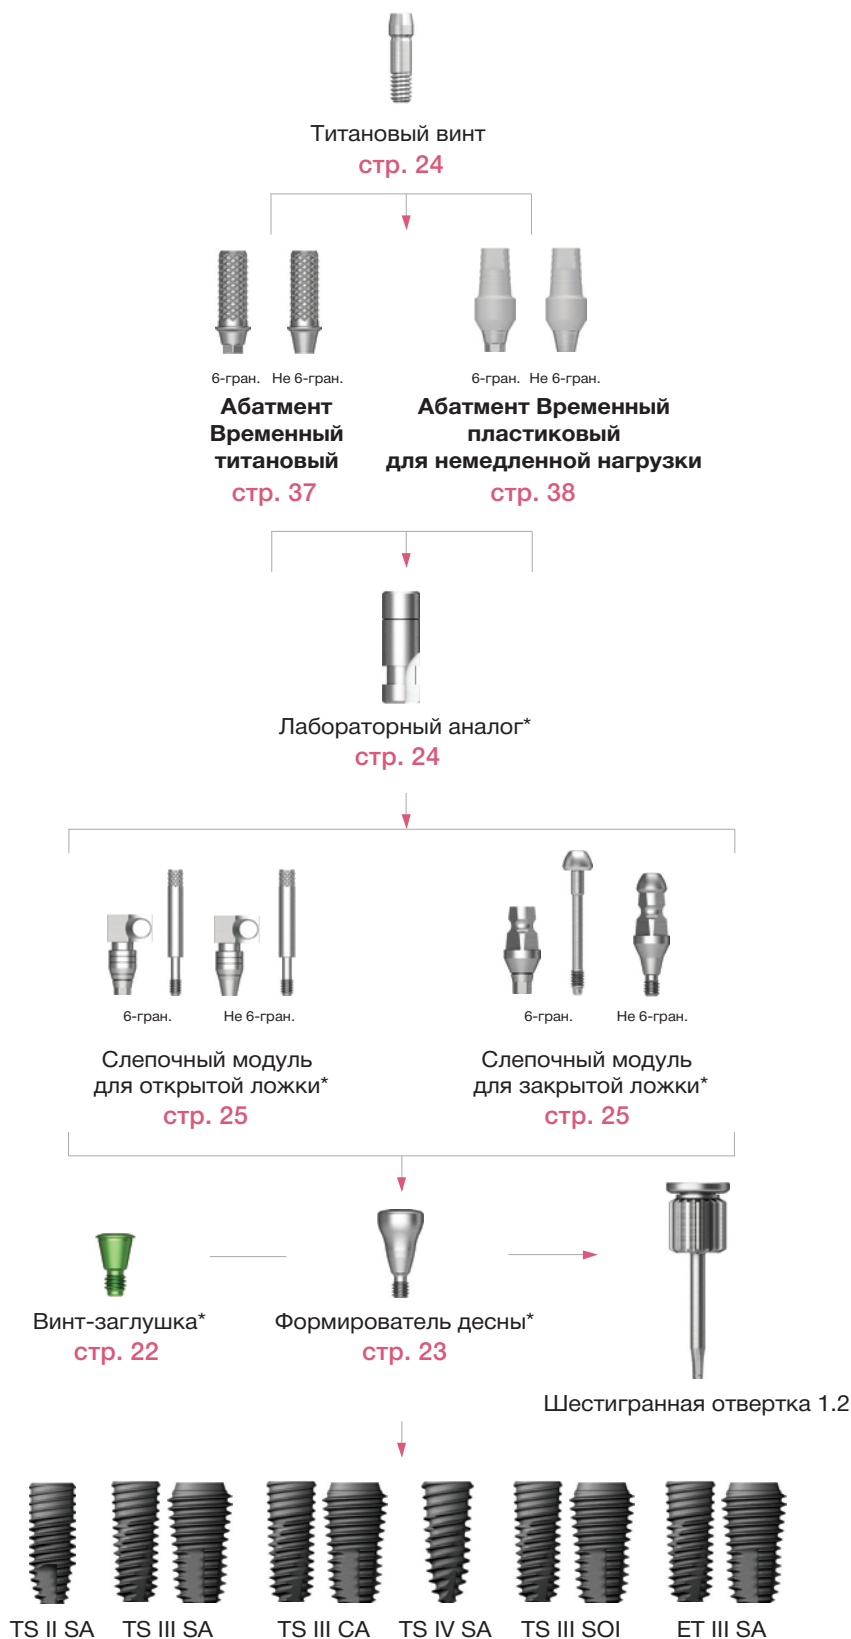 Титановый винт
стр. 24
6-гран. Не 6-гран. 6-гран. Не 6-гран.
Абатмент
Временный
титановый
стр. 37
Абатмент Временный
пластиковый
для немедленной нагрузки
стр. 38
Лабораторный аналог*
стр. 24
6-гран. Не 6-гран. 6-гран. Не 6-гран.
Слепочный модуль
для открытой ложки*
стр. 25
Слепочный модуль
для закрытой ложки*
стр. 25
Винт-заглушка*
стр. 22
Формирователь десны*
стр. 23
Шестигранная отвертка 1.2
TS II SA TS III SA TS III CA TS IV SA TS III SOI ET III SA